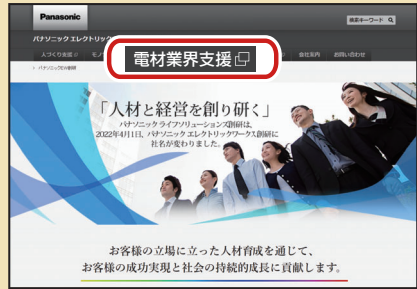 Panasonic
検索キーワード
パナソニック エレクトリック
人づくり支援
電材業界支援
会社案内
お問い合わせ
「人材と経営を創り研く」
パナソニック ライフソリューションズ創研は、
2022年4月1日、パナソニック エレクトリックワークス創研に
社名が変わりました。
お客様の立場に立った人材育成を通じて、
お客様の成功実現と社会の持続的成長に貢献します。